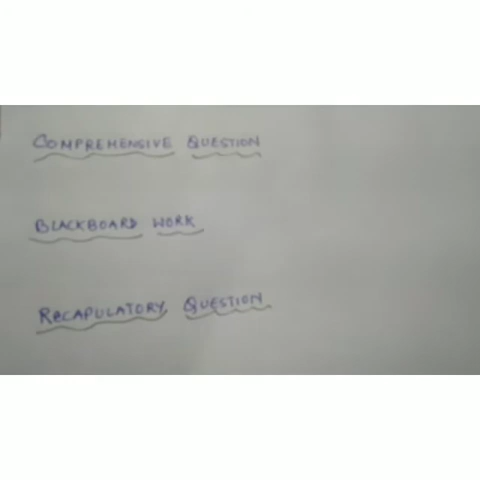 COMPREHENSIVE QUESTION
BLACKBOARD WORK
RECAPULATORY QUESTION